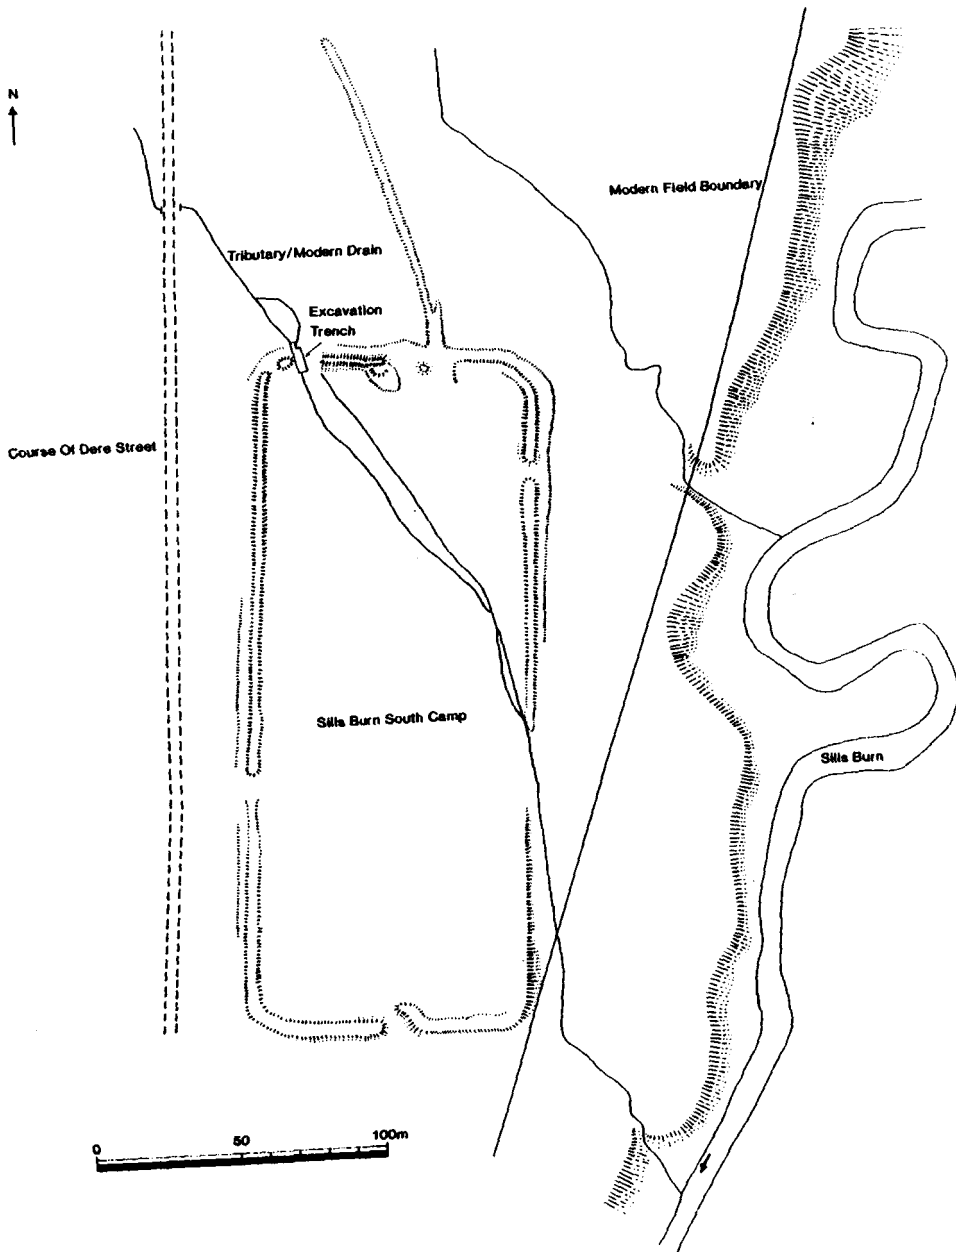 N
Modern Field Boundary
Tributary/Modern Drain
Excavation
Trench
Course Of Dere Street
Sills Burn South Camp
Sills Burn
0 50 100m